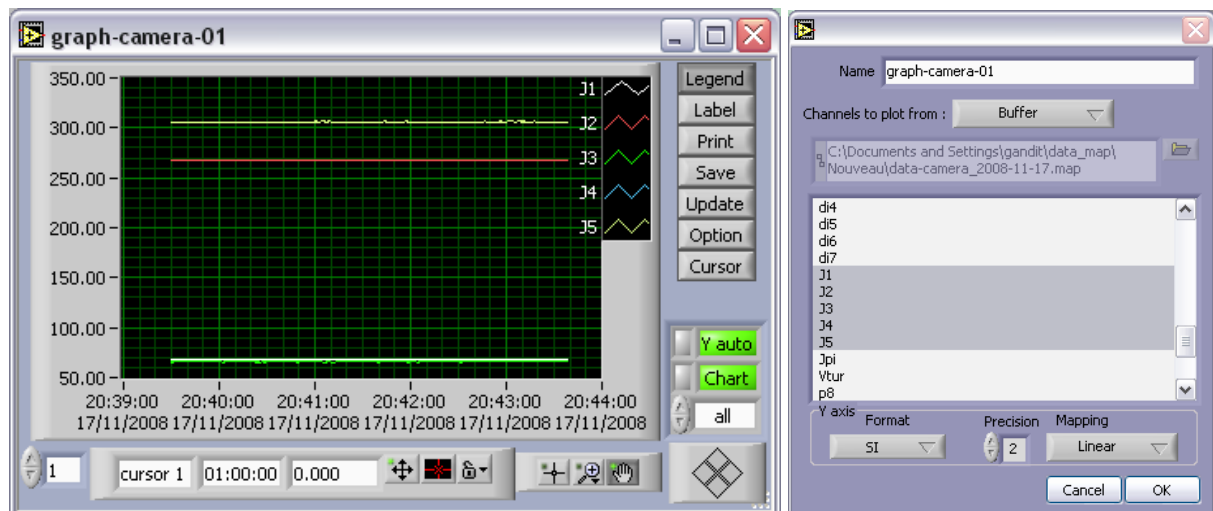 graph-camera-01
350.00
300.00
250.00
200.00
150.00
100.00
50.00
J1
J2
J3
J4
J5
20:39:00 20:40:00 20:41:00 20:42:00 20:43:00 20:44:00
17/11/2008 17/11/2008 17/11/2008 17/11/2008 17/11/2008 17/11/2008
Legend
Label
Print
Save
Update
Option
Cursor
Y auto
Chart
all
1
cursor 1 01:00:00 0.000
Name graph-camera-01
Channels to plot from : Buffer
C:\Documents and Settings\gandit\data_map\
Nouveau\data-camera_2008-11-17.map
di4
di5
di6
di7
J1
J2
J3
J4
J5
Jpi
Vtur
p8
Y axis
Format Precision Mapping
SI 2 Linear
Cancel OK